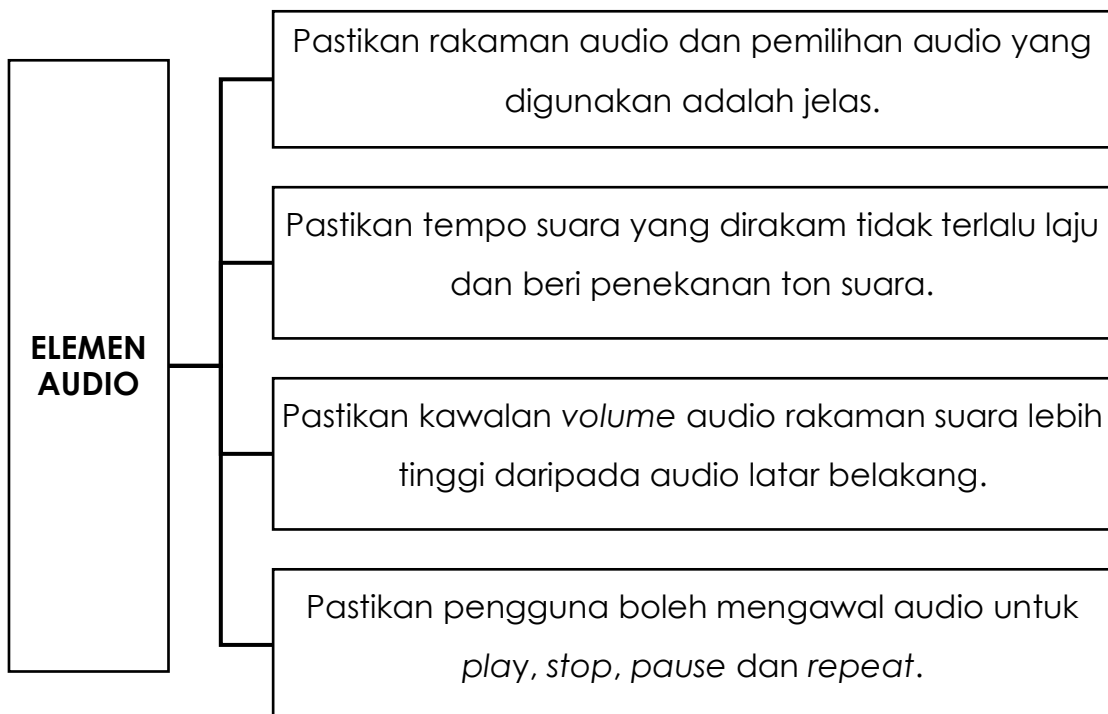 Pastikan rakaman audio dan pemilihan audio yang
digunakan adalah jelas.
Pastikan tempo suara yang dirakam tidak terlalu laju
dan beri penekanan ton suara.
ELEMEN
AUDIO
Pastikan kawalan volume audio rakaman suara lebih
tinggi daripada audio latar belakang.
Pastikan pengguna boleh mengawal audio untuk
play, stop, pause dan repeat.